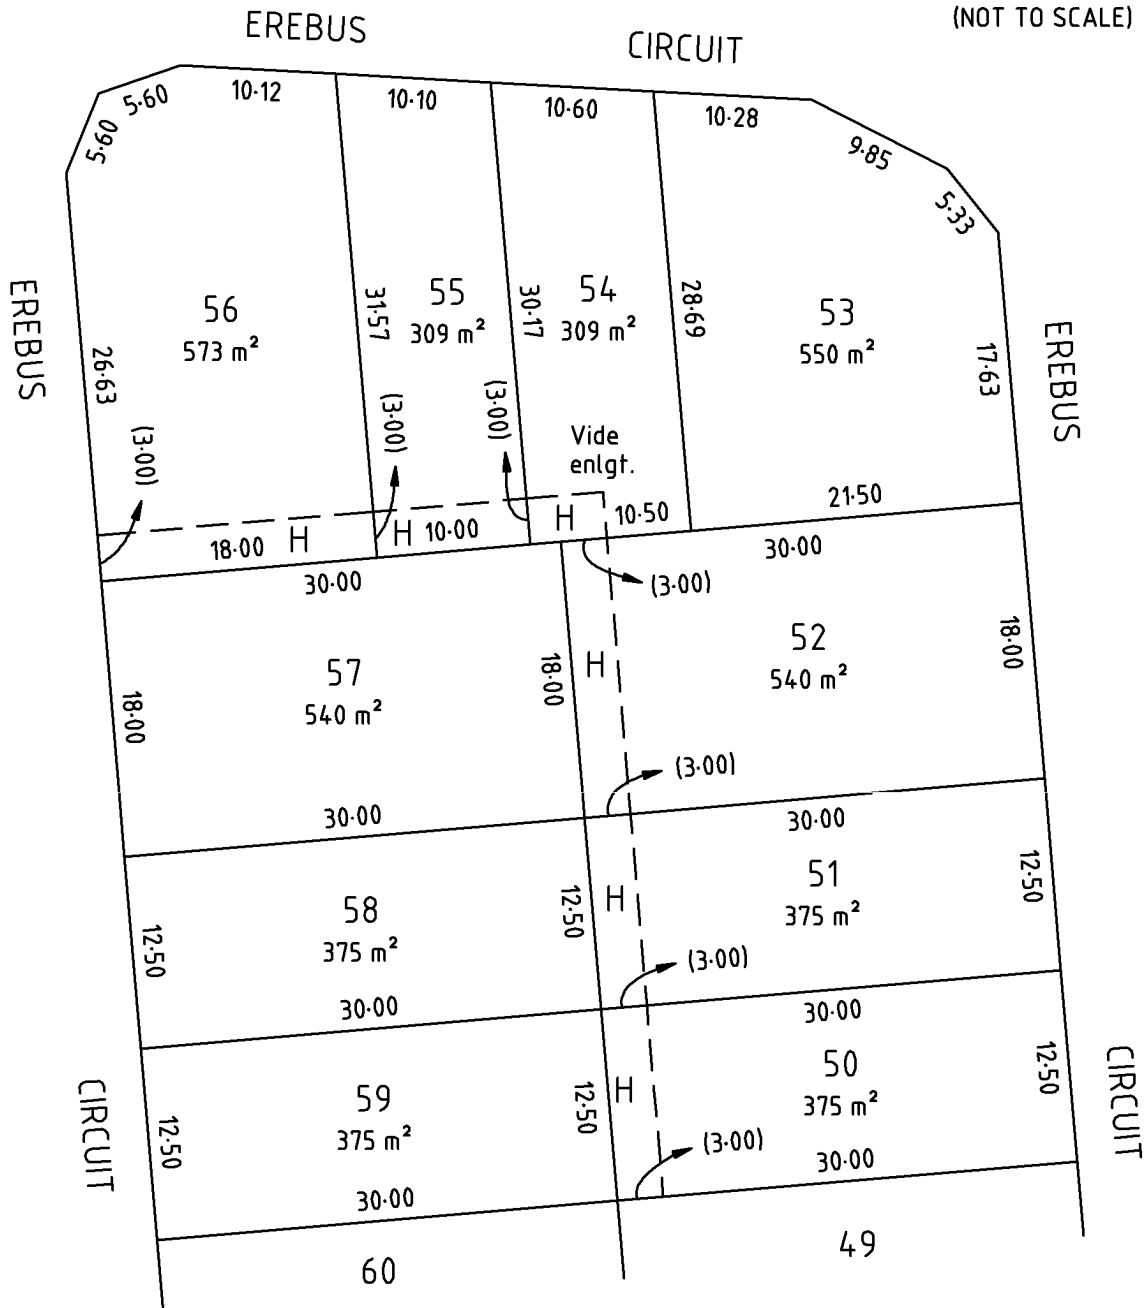 (NOT TO SCALE)
EREBUS
CIRCUIT
5·60
5·60
10·12
10·10
10·60
10·28
9·85
5·33
EREBUS
26·63
56
573 m²
31·57
55
309 m²
30·17
54
309 m²
28·69
53
550 m²
17·63
EREBUS
(3·00)
(3·00)
(3·00)
Vide
enlgt.
18·00
H
H
10·00
H
10·50
21·50
30·00
30·00
(3·00)
57
540 m²
18·00
18·00
H
52
540 m²
18·00
(3·00)
30·00
30·00
58
375 m²
12·50
12·50
H
51
375 m²
12·50
(3·00)
30·00
30·00
CIRCUIT
59
375 m²
12·50
12·50
H
50
375 m²
12·50
CIRCUIT
(3·00)
30·00
30·00
60
49